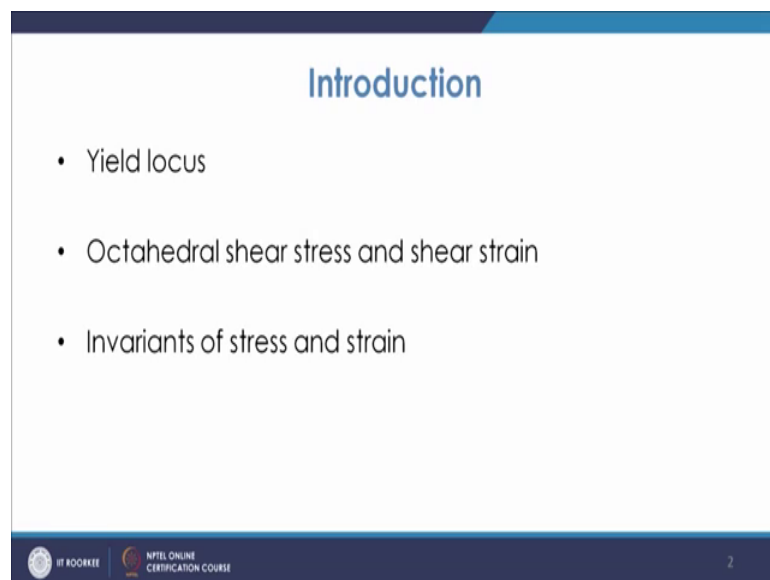 Introduction
• Yield locus
• Octahedral shear stress and shear strain
• Invariants of stress and strain
IIT ROORKEE
NPTEL ONLINE
CERTIFICATION COURSE
2